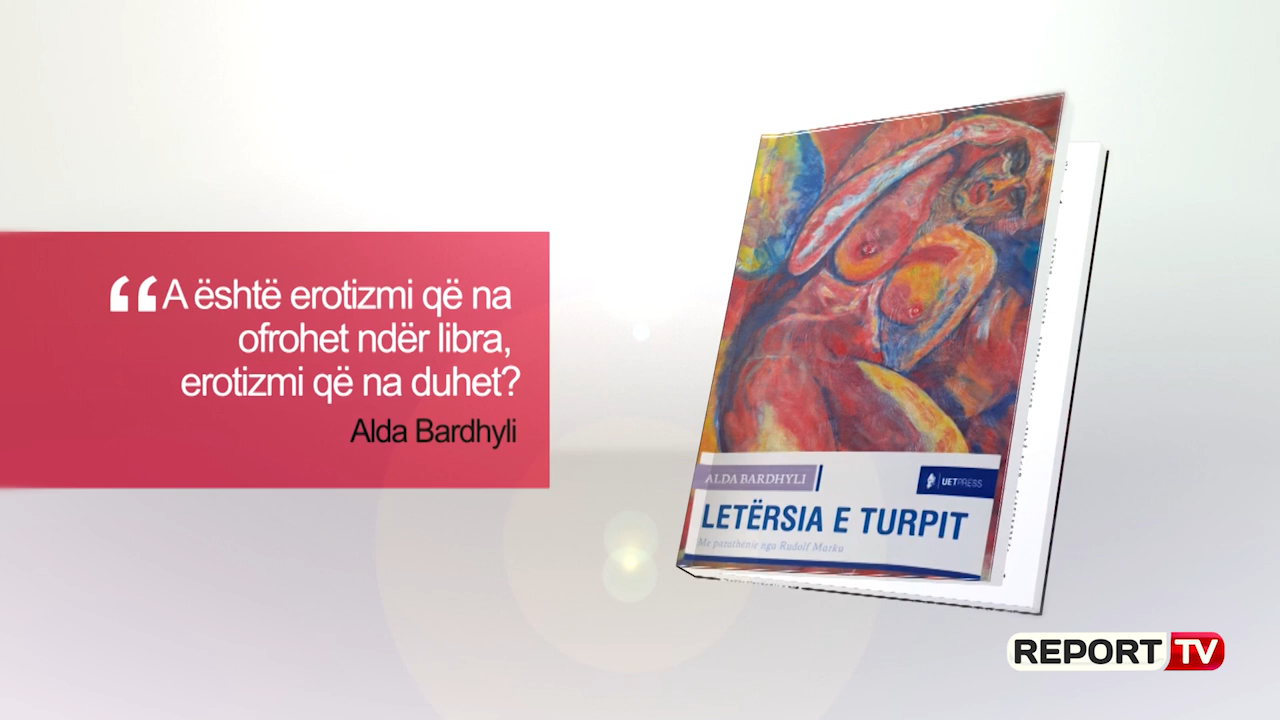 “A është erotizmi që na
ofrohet ndër libra,
erotizmi që na duhet?
Alda Bardhyli
ALDA BARDHYLI
UETPRESS
LETËRSIA E TURPIT
Me parathënie nga Rudolf Marku
REPORT TV